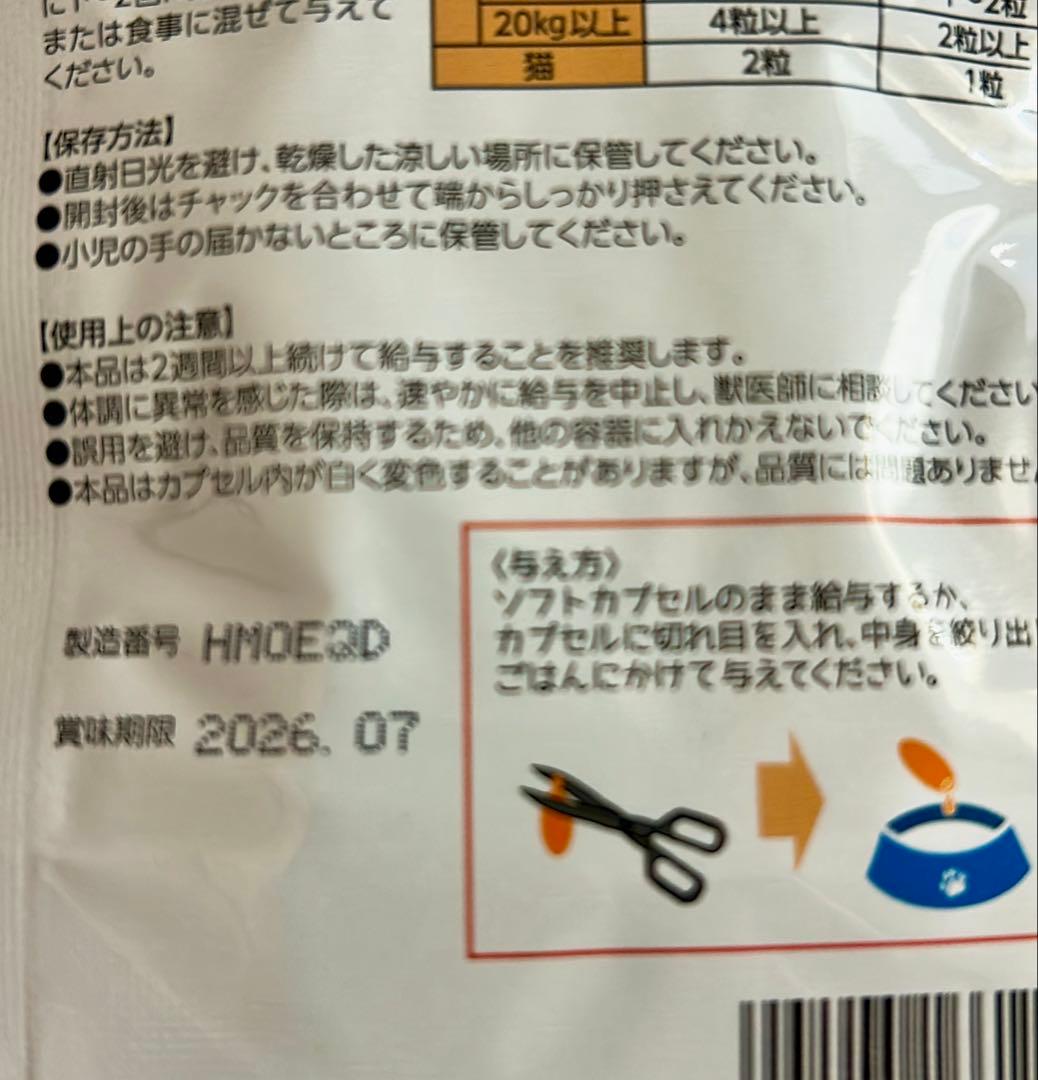 または食事に混ぜて与えて
ください。
20kg以上 4粒以上 2粒以上
猫 2粒 1粒
【保存方法】
●直射日光を避け、乾燥した涼しい場所に保管してください。
●開封後はチャックを合わせて端からしっかり押さえてください。
●小児の手の届かないところに保管してください。
【使用上の注意】
●本品は2週間以上続けて給与することを推奨します。
●体調に異常を感じた際は、速やかに給与を中止し、獣医師に相談してください
●誤用を避け、品質を保持するため、他の容器に入れかえないでください。
●本品はカプセル内が白く変色することがありますが、品質には問題ありませ
〈与え方〉
ソフトカプセルのまま給与するか、
カプセルに切れ目を入れ、中身を絞り出
ごはんにかけて与えてください。
製造番号 HMOEQD
賞味期限 2026. 07